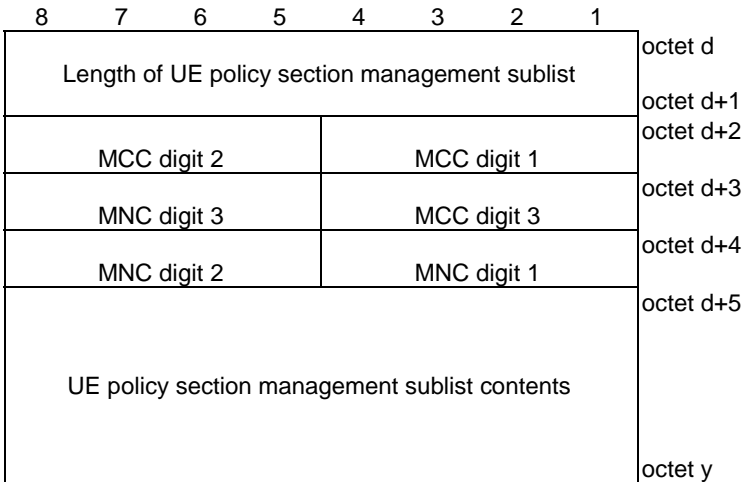 8 7 6 5 4 3 2 1
octet d
Length of UE policy section management sublist
octet d+1
octet d+2
MCC digit 2 MCC digit 1
octet d+3
MNC digit 3 MCC digit 3
octet d+4
MNC digit 2 MNC digit 1
octet d+5
UE policy section management sublist contents
octet y